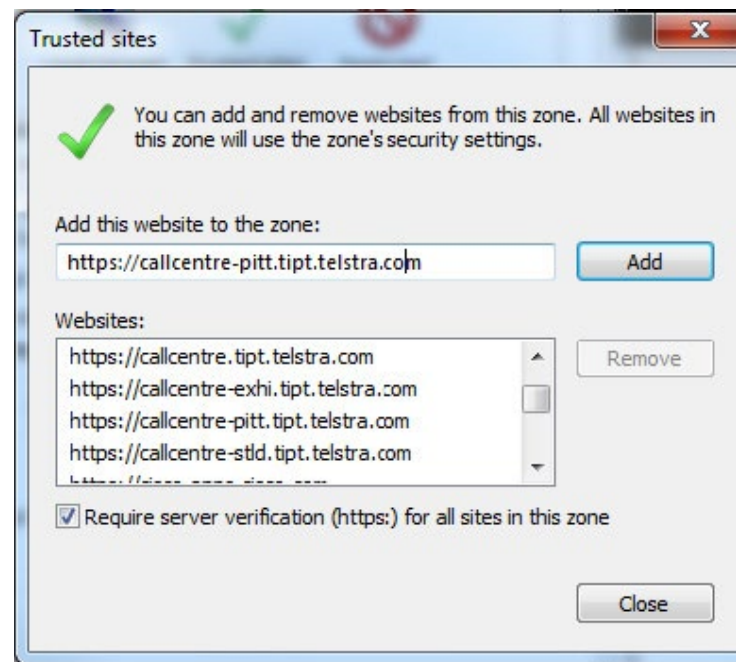 Trusted sites
You can add and remove websites from this zone. All websites in
this zone will use the zone's security settings.
Add this website to the zone:
https://callcentre-pitt.tipt.telstra.com
Add
Websites:
https://callcentre.tipt.telstra.com
https://callcentre-exhi.tipt.telstra.com
https://callcentre-pitt.tipt.telstra.com
https://callcentre-stld.tipt.telstra.com
Remove
Require server verification (https:) for all sites in this zone
Close